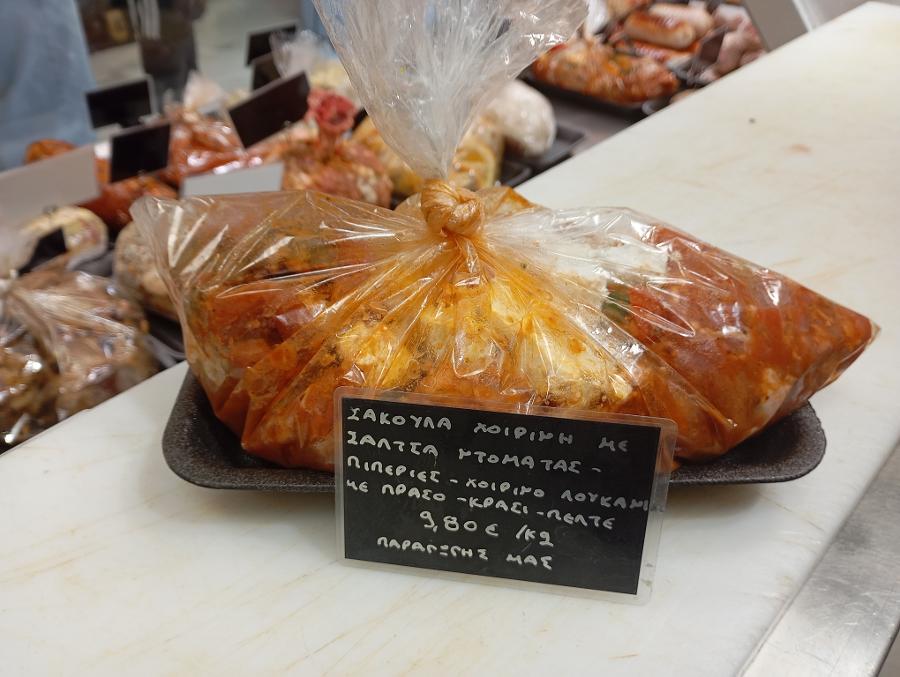 ΣΑΚΟΥΛΑ ΧΟΙΡΙΝΗ ΜΕ
ΣΑΛΤΣΑ ΝΤΟΜΑΤΑΣ-
ΠΙΠΕΡΙΕΣ-ΧΟΙΡΙΝΟ ΛΟΥΚΑΝΙΚ
ΜΕ ΠΡΑΣΟ-ΚΡΑΣΙ-ΠΕΛΤΕ
9,80€ /Kg
ΠΑΡΑΓΩΓΗΣ ΜΑΣ